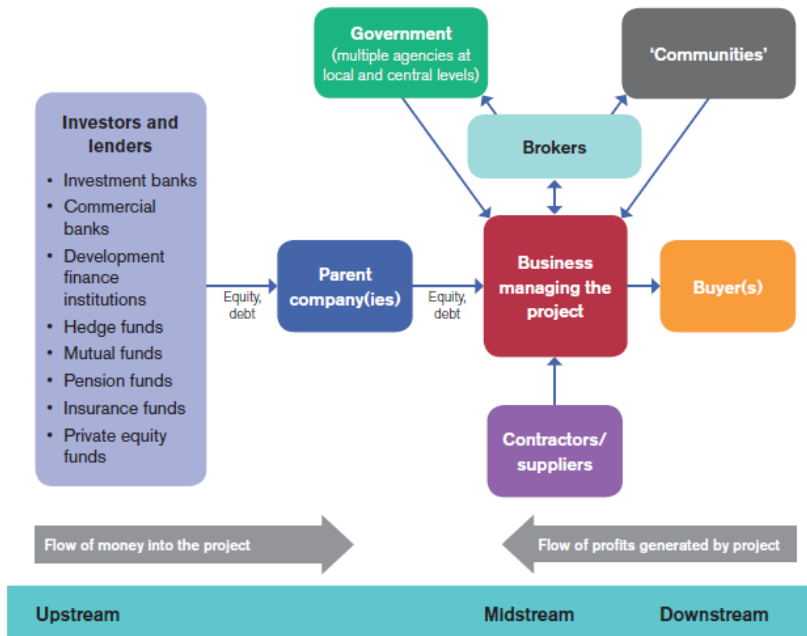 Government
(multiple agencies at
local and central levels)
'Communities'
Investors and
lenders
• Investment banks
• Commercial
banks
• Development
finance
institutions
• Hedge funds
• Mutual funds
• Pension funds
• Insurance funds
• Private equity
funds
Brokers
Equity,
debt
Parent
company(ies)
Equity,
debt
Business
managing the
project
Buyer(s)
Contractors/
suppliers
Flow of money into the project
Flow of profits generated by project
Upstream
Midstream
Downstream